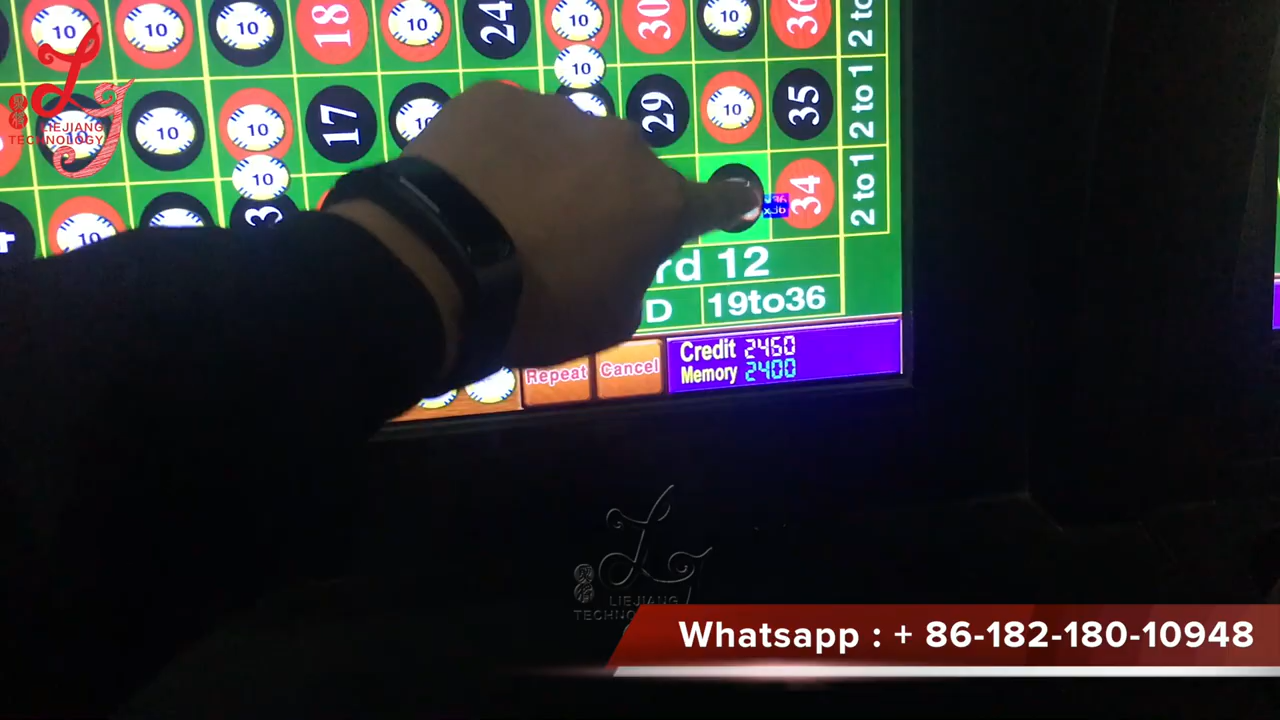 10 10 10 18 10 24 10 30 10 36 2 to
10
LIEJIANG
TECHNOLOGY
10 10 10 17 29 10 35 2 to 1
10
10 3 34 2 to 1
rd 12
D 19to36
Credit 2460
Memory 2400
Repeat Cancel
LIEJIANG
TECHNO
Whatsapp : + 86-182-180-10948